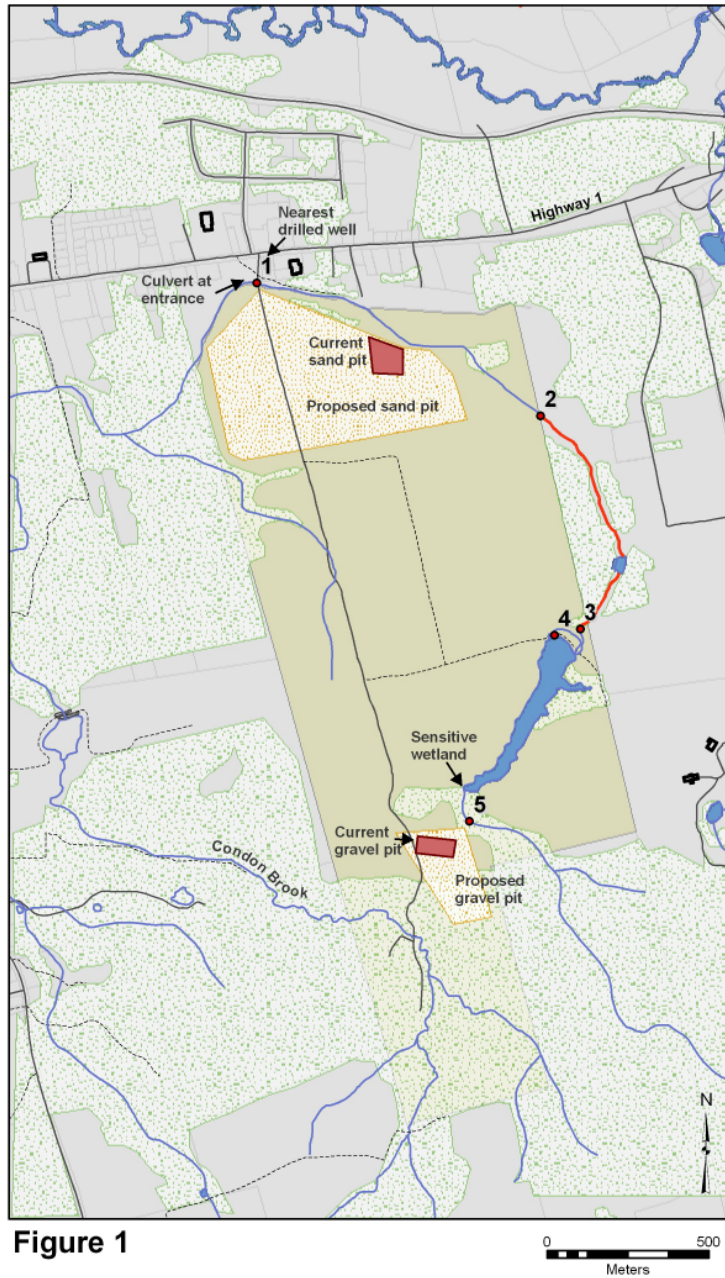 Highway 1
Nearest
drilled well
1
Culvert at
entrance
Current
sand pit
Proposed sand pit
2
3
4
Sensitive
wetland
5
Current
gravel pit
Proposed
gravel pit
Condon Brook
N
Figure 1
0
500
Meters